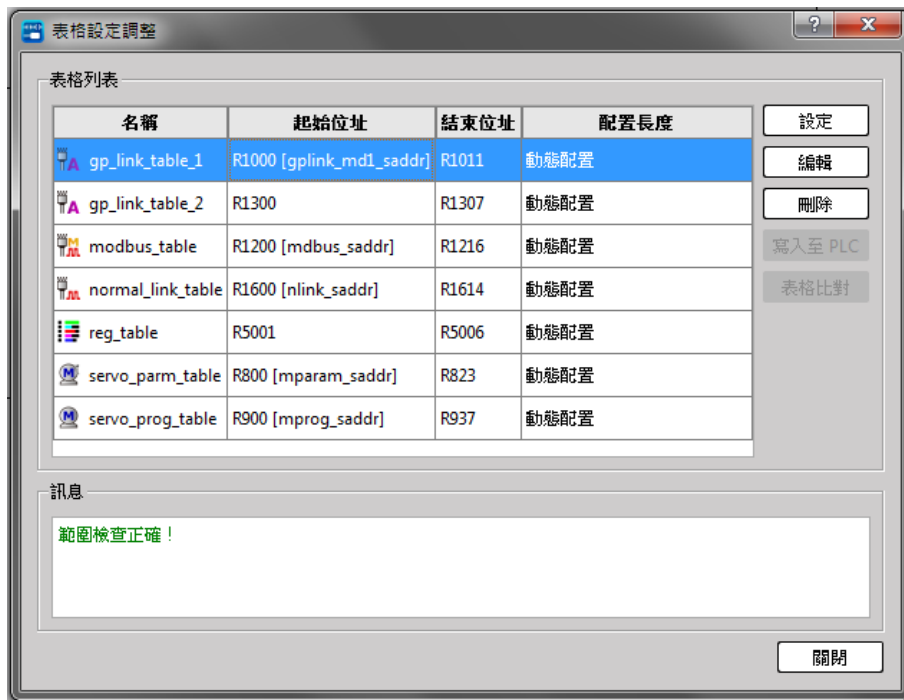 表格設定調整
表格列表
名稱 起始位址 結束位址 配置長度
gp_link_table_1 R1000 [gplink_md1_saddr] R1011 動態配置
gp_link_table_2 R1300 R1307 動態配置
modbus_table R1200 [mdbus_saddr] R1216 動態配置
normal_link_table R1600 [nlink_saddr] R1614 動態配置
reg_table R5001 R5006 動態配置
servo_parm_table R800 [mparam_saddr] R823 動態配置
servo_prog_table R900 [mprog_saddr] R937 動態配置
設定
編輯
刪除
寫入至 PLC
表格比對
訊息
範圍檢查正確！
關閉